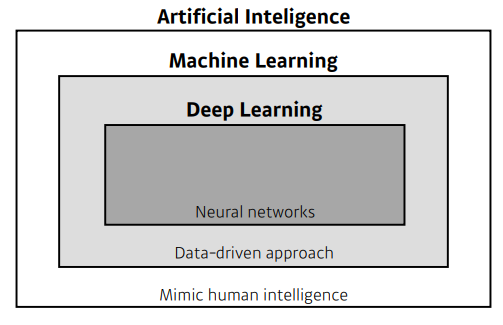 Artificial Inteligence
Machine Learning
Deep Learning
Neural networks
Data-driven approach
Mimic human intelligence